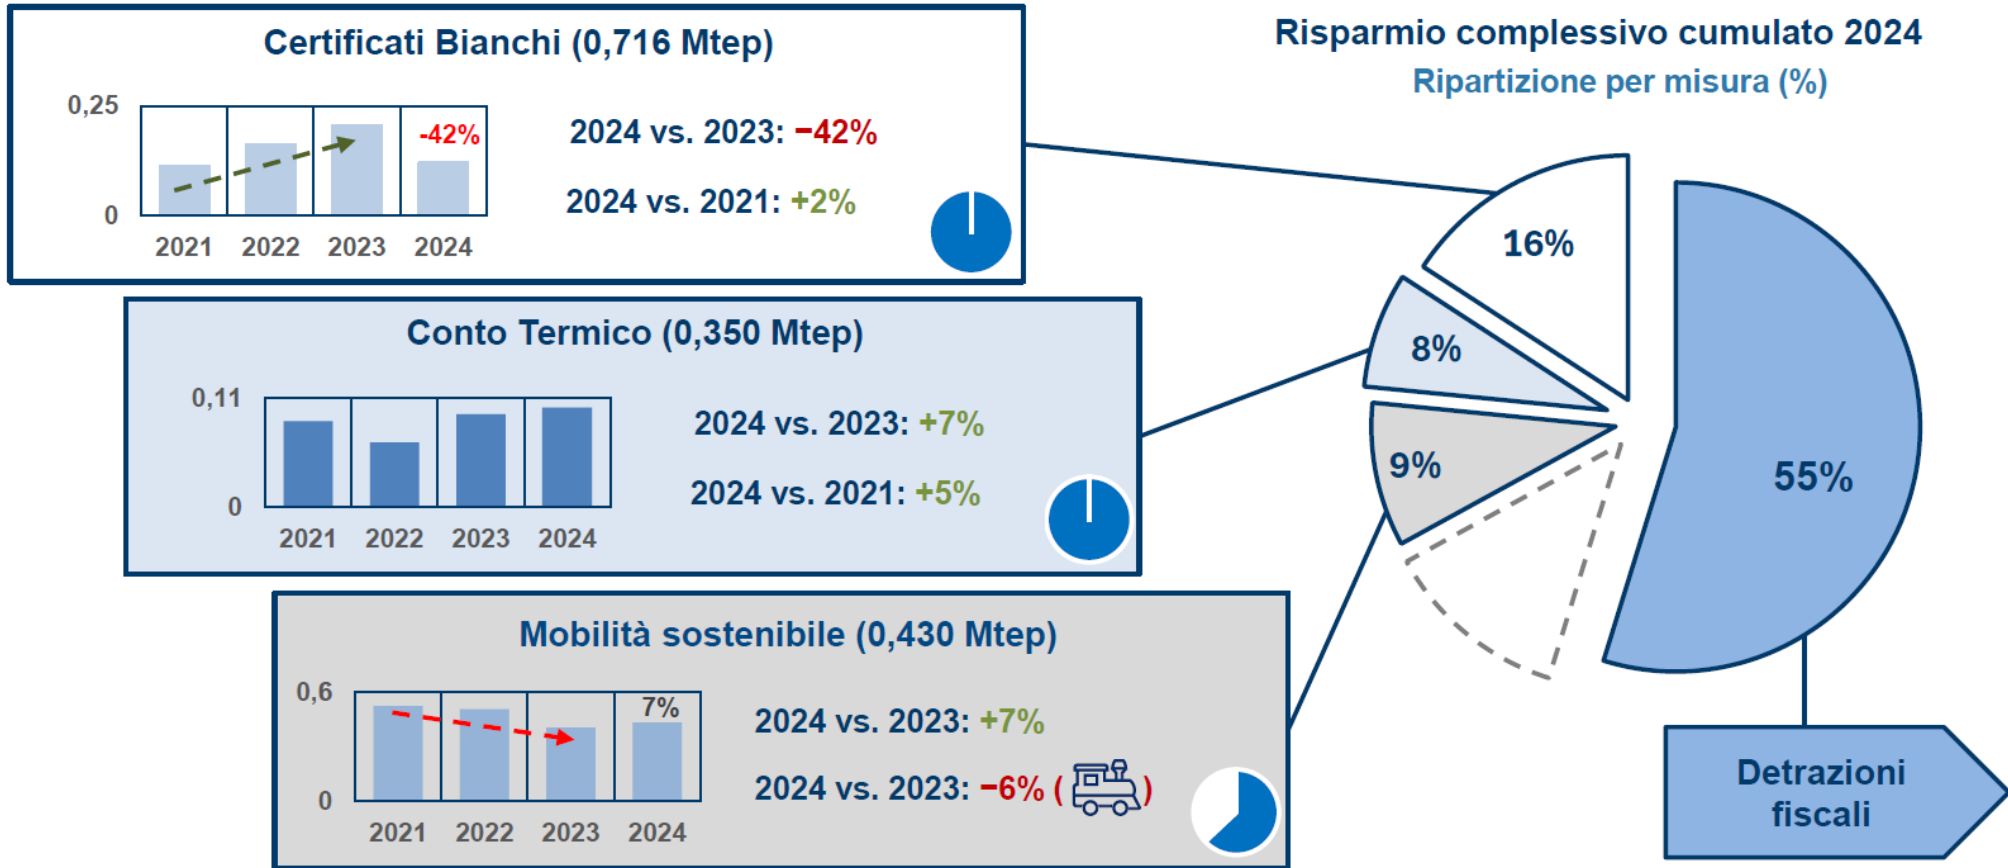 Certificati Bianchi (0,716 Mtep)
0,25
-42%
0
2021 2022 2023 2024
2024 vs. 2023: −42%
2024 vs. 2021: +2%
Conto Termico (0,350 Mtep)
0,11
0
2021 2022 2023 2024
2024 vs. 2023: +7%
2024 vs. 2021: +5%
Mobilità sostenibile (0,430 Mtep)
0,6
7%
0
2021 2022 2023 2024
2024 vs. 2023: +7%
2024 vs. 2023: −6% ( )
Risparmio complessivo cumulato 2024
Ripartizione per misura (%)
16%
8%
9%
55%
Detrazioni
fiscali